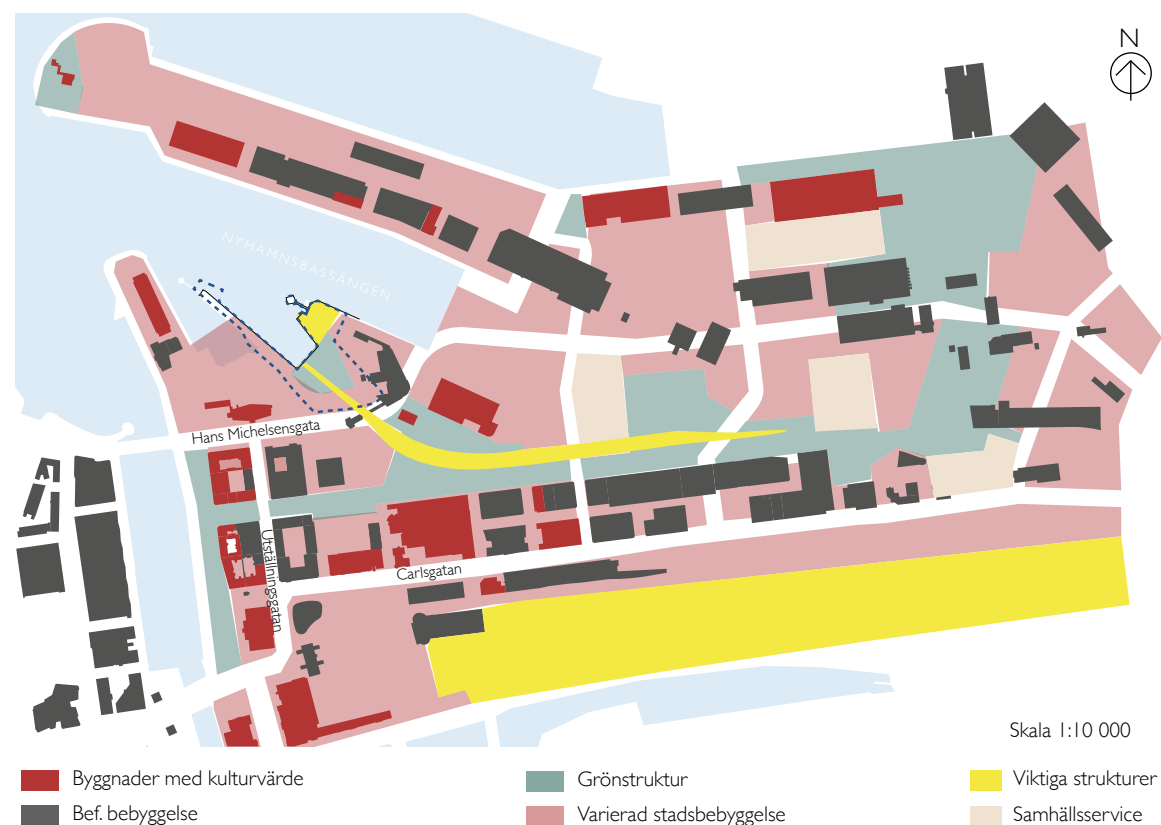 N
NYHAMNSBASSÄNGEN
Hans Michelsensgata
Utställningsgatan
Carlsgatan
Skala 1:10 000
Byggnader med kulturvärde
Grönstruktur
Viktiga strukturer
Bef. bebyggelse
Varierad stadsbebyggelse
Samhällsservice